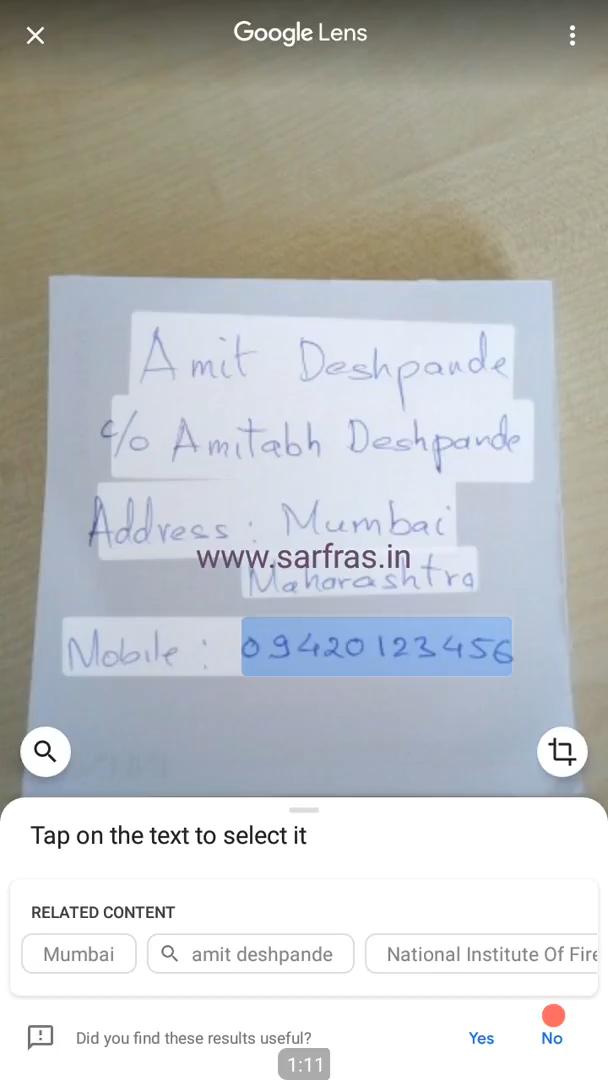 Google Lens
Amit Deshpande
c/o Amitabh Deshpande
Address: Mumbai
www.sarfras.in
Maharashtra
Mobile: 09420123456
Tap on the text to select it
RELATED CONTENT
Mumbai amit deshpande National Institute Of Fire
Did you find these results useful? Yes No
1:11